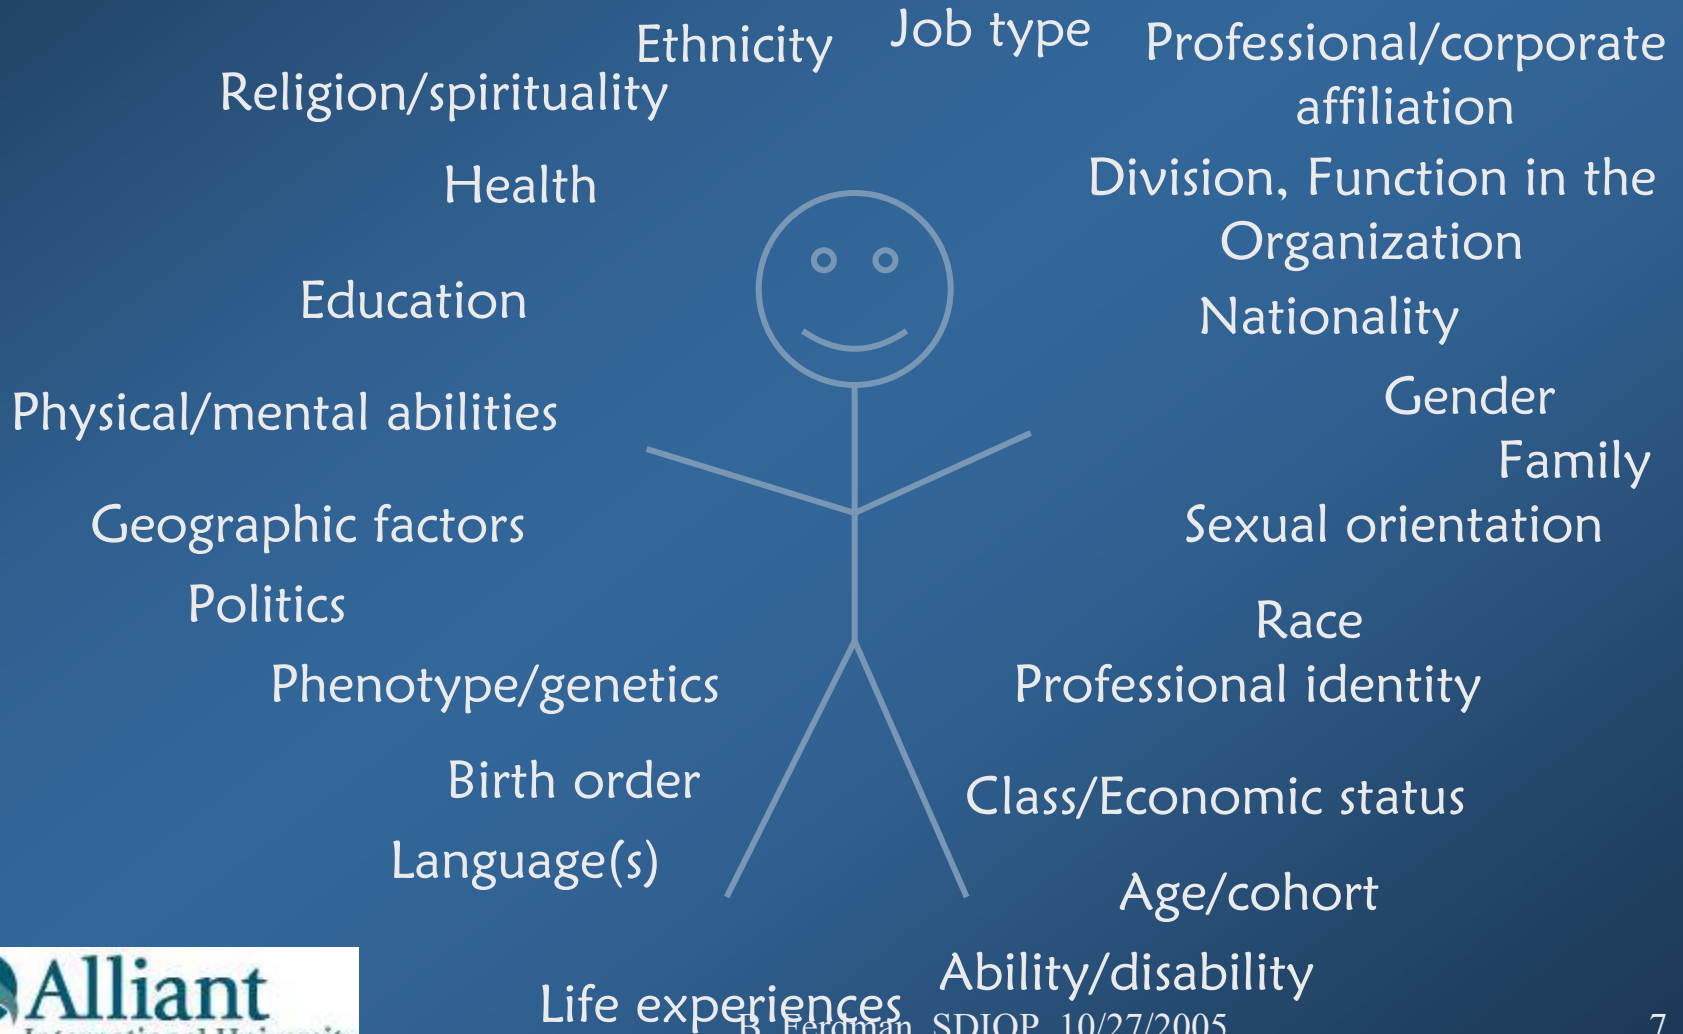 Ethnicity
Job type
Professional/corporate
affiliation
Religion/spirituality
Health
Division, Function in the
Organization
Education
Nationality
Physical/mental abilities
Gender
Family
Geographic factors
Sexual orientation
Politics
Race
Phenotype/genetics
Professional identity
Birth order
Class/Economic status
Language(s)
Age/cohort
Ability/disability
Life experiences
Alliant
International
B. Ferdman, SDIOP, 10/27/2005
7